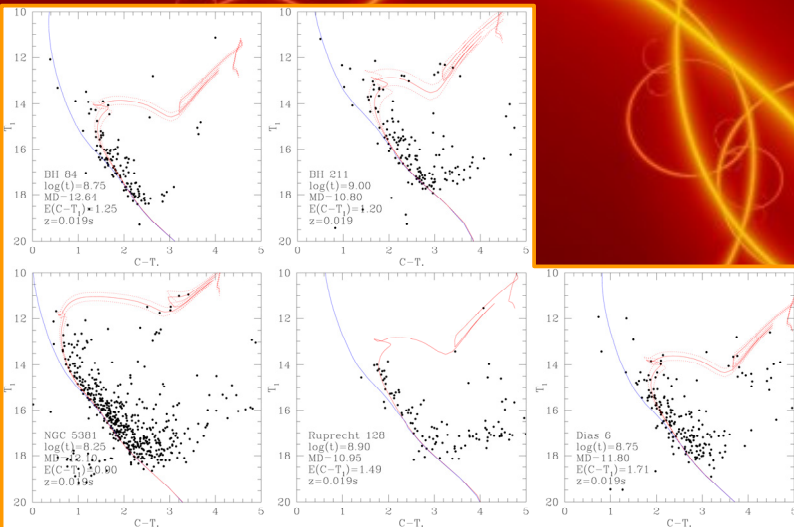 10
12
14
16
18
20
T₁
DH 84
log(t)=8.75
MD-12.64
E(C-T₁)=1.25
z=0.019s
0 1 2 3 4 5
C-T.
10
12
14
16
18
20
T₁
DH 211
log(t)=9.00
MD-10.80
E(C-T₁)=1.20
z=0.019
0 1 2 3 4 5
C-T.
10
12
14
16
18
20
T₁
NGC 5381
log(t)=8.25
E(C-T₁)=0.90
z=0.019s
0 1 2 3 4 5
C-T.
10
12
14
16
18
20
T₁
Ruprecht 128
log(t)=8.90
MD-10.95
E(C-T₁)=1.49
z=0.019s
0 1 2 3 4 5
C-T.
10
12
14
16
18
20
T₁
Dias 6
log(t)=8.75
MD-11.80
E(C-T₁)=1.71
z=0.019s
0 1 2 3 4 5
C-T.